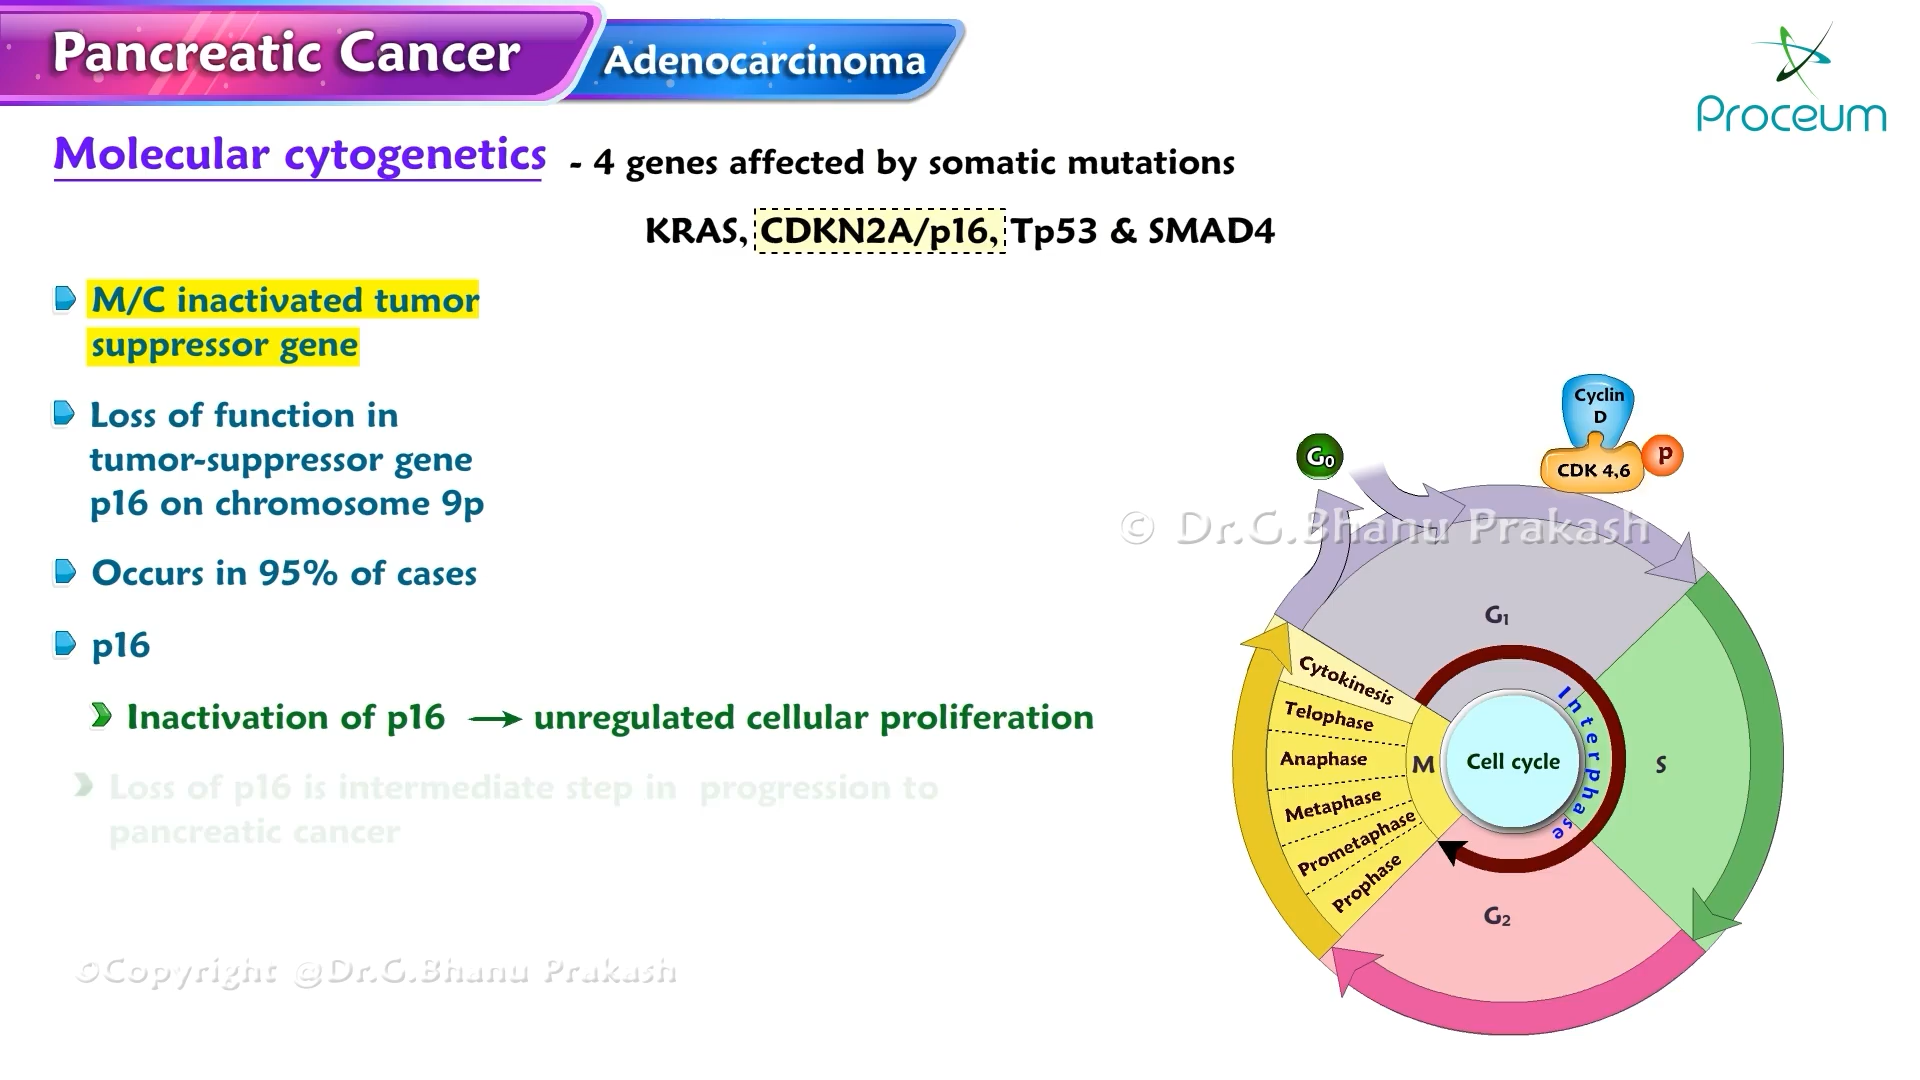 Pancreatic Cancer
Adenocarcinoma
Proceum
Molecular cytogenetics - 4 genes affected by somatic mutations
KRAS, CDKN2A/p16, Tp53 & SMAD4
M/C inactivated tumor
suppressor gene
Loss of function in
tumor-suppressor gene
p16 on chromosome 9p
Occurs in 95% of cases
p16
Inactivation of p16 → unregulated cellular proliferation
Loss of p16 is intermediate step in progression to
pancreatic cancer
©Copyright @Dr.G.Bhanu Prakash
Cyclin
D
CDK 4,6
P
G₀
© Dr.G.Bhanu Prakash
G₁
Cytokinesis
Telophase
Anaphase
Metaphase
Prometaphase
Prophase
M
Cell cycle
Interphase
S
G₂